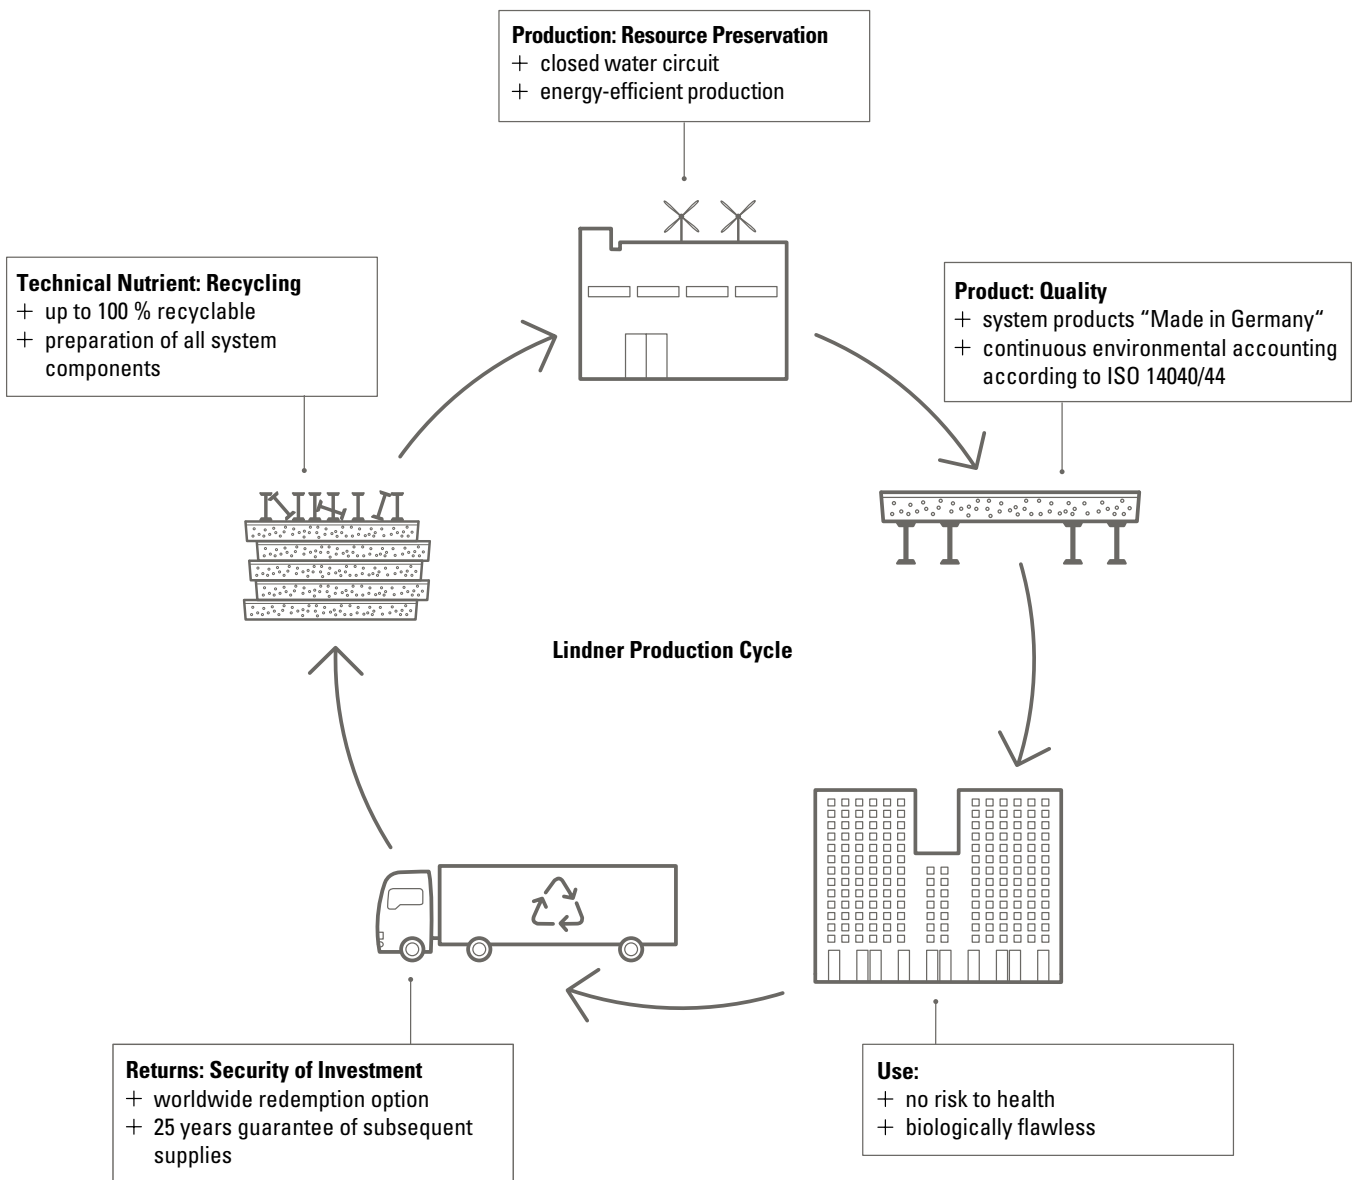 Production: Resource Preservation
+ closed water circuit
+ energy-efficient production
Technical Nutrient: Recycling
+ up to 100 % recyclable
+ preparation of all system
components
Product: Quality
+ system products “Made in Germany“
+ continuous environmental accounting
according to ISO 14040/44
Lindner Production Cycle
Returns: Security of Investment
+ worldwide redemption option
+ 25 years guarantee of subsequent
supplies
Use:
+ no risk to health
+ biologically flawless